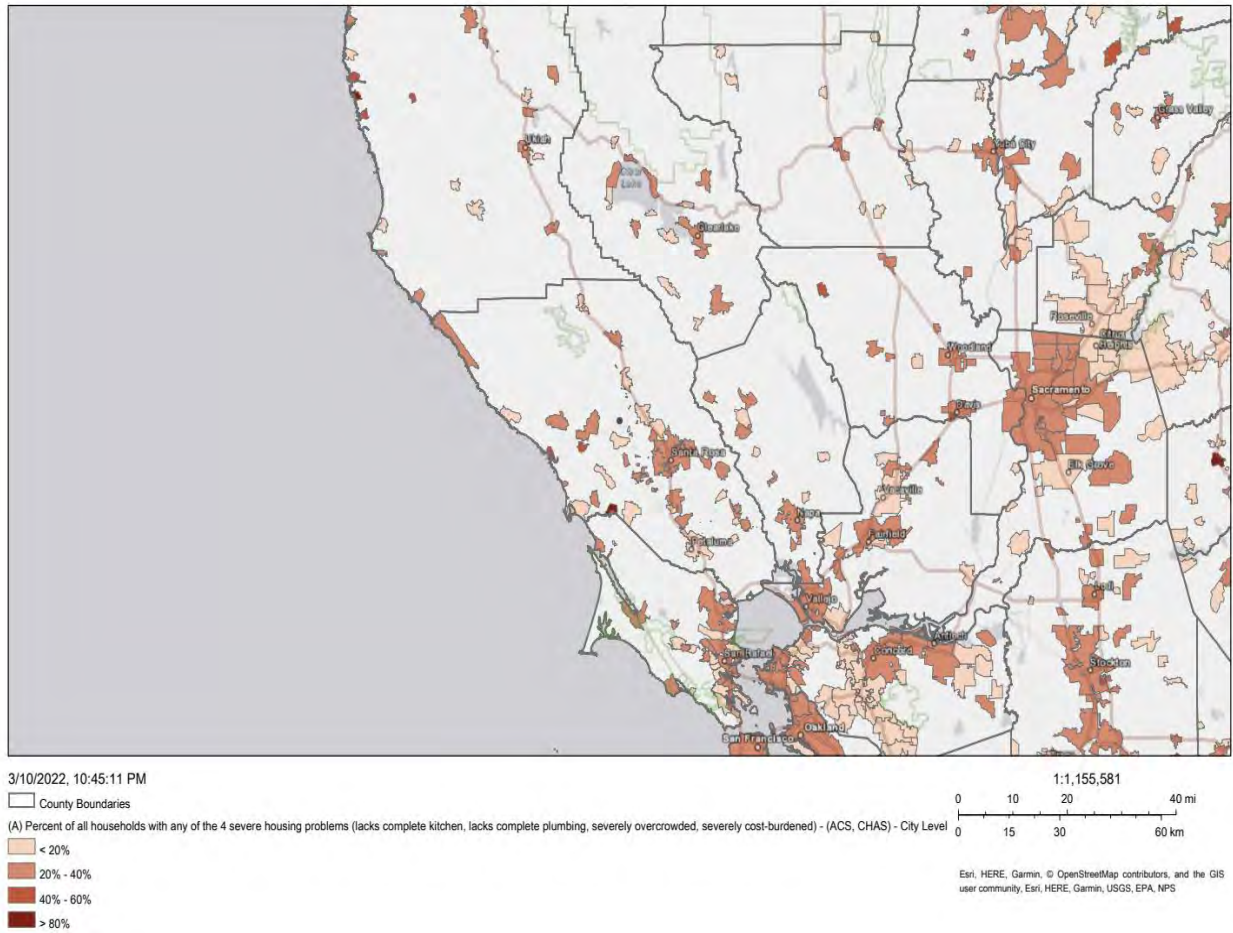 Grass Valley
Ukiah
Yuba City
Clear
Lake
Clearlake
Roseville
Citrus
Heights
Woodland
Sacramento
Davis
Santa Rosa
Elk Grove
Vacaville
Napa
Fairfield
Petaluma
Lodi
Vallejo
Antioch
Concord
San Rafael
Stockton
Oakland
San Francisco
3/10/2022, 10:45:11 PM
1:1,155,581
County Boundaries
0 10 20 40 mi
(A) Percent of all households with any of the 4 severe housing problems (lacks complete kitchen, lacks complete plumbing, severely overcrowded, severely cost-burdened) - (ACS, CHAS) - City Level
0 15 30 60 km
< 20%
20% - 40%
40% - 60%
> 80%
Esri, HERE, Garmin, © OpenStreetMap contributors, and the GIS
user community, Esri, HERE, Garmin, USGS, EPA, NPS